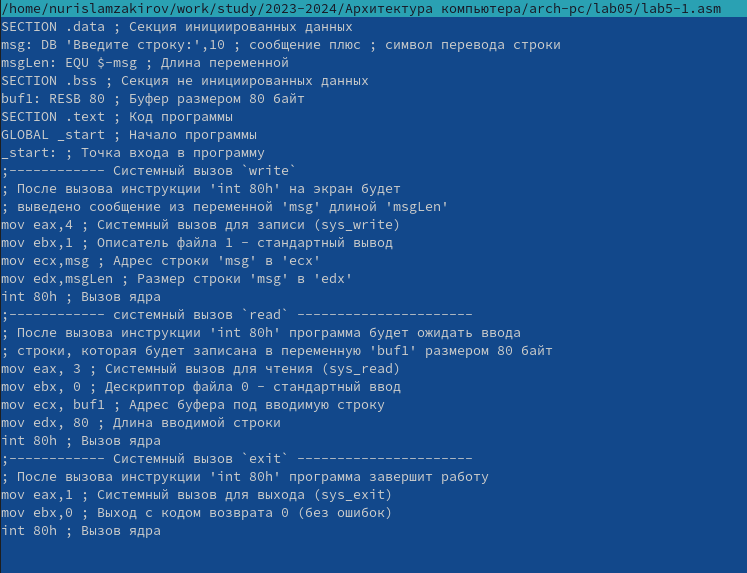 /home/nurislamzakirov/work/study/2023-2024/Архитектура компьютера/arch-pc/lab05/lab5-1.asm
SECTION .data ; Секция инициированных данных
msg: DB 'Введите строку:',10 ; сообщение плюс ; символ перевода строки
msgLen: EQU $-msg ; Длина переменной
SECTION .bss ; Секция не инициированных данных
buf1: RESB 80 ; Буфер размером 80 байт
SECTION .text ; Код программы
GLOBAL _start ; Начало программы
_start: ; Точка входа в программу
;------------ Системный вызов `write`
; После вызова инструкции 'int 80h' на экран будет
; выведено сообщение из переменной 'msg' длиной 'msgLen'
mov eax,4 ; Системный вызов для записи (sys_write)
mov ebx,1 ; Описатель файла 1 - стандартный вывод
mov ecx,msg ; Адрес строки 'msg' в 'ecx'
mov edx,msgLen ; Размер строки 'msg' в 'edx'
int 80h ; Вызов ядра
;------------ системный вызов `read` ----------------------
; После вызова инструкции 'int 80h' программа будет ожидать ввода
; строки, которая будет записана в переменную 'buf1' размером 80 байт
mov eax, 3 ; Системный вызов для чтения (sys_read)
mov ebx, 0 ; Дескриптор файла 0 - стандартный ввод
mov ecx, buf1 ; Адрес буфера под вводимую строку
mov edx, 80 ; Длина вводимой строки
int 80h ; Вызов ядра
;------------ Системный вызов `exit` ----------------------
; После вызова инструкции 'int 80h' программа завершит работу
mov eax,1 ; Системный вызов для выхода (sys_exit)
mov ebx,0 ; Выход с кодом возврата 0 (без ошибок)
int 80h ; Вызов ядра